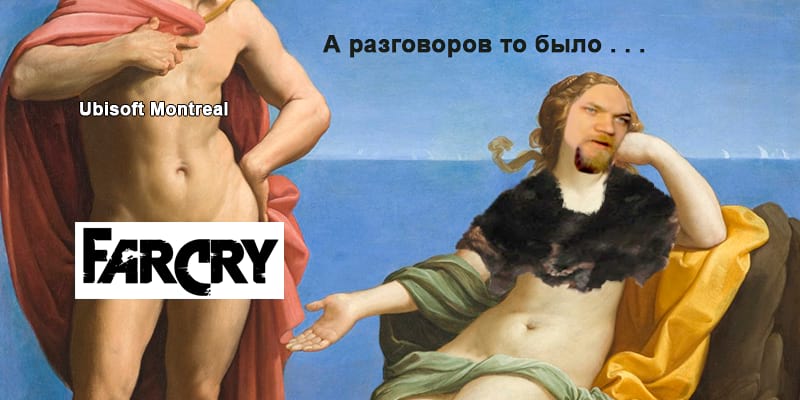 А разговоров то было . . .
Ubisoft Montreal
FARCRY